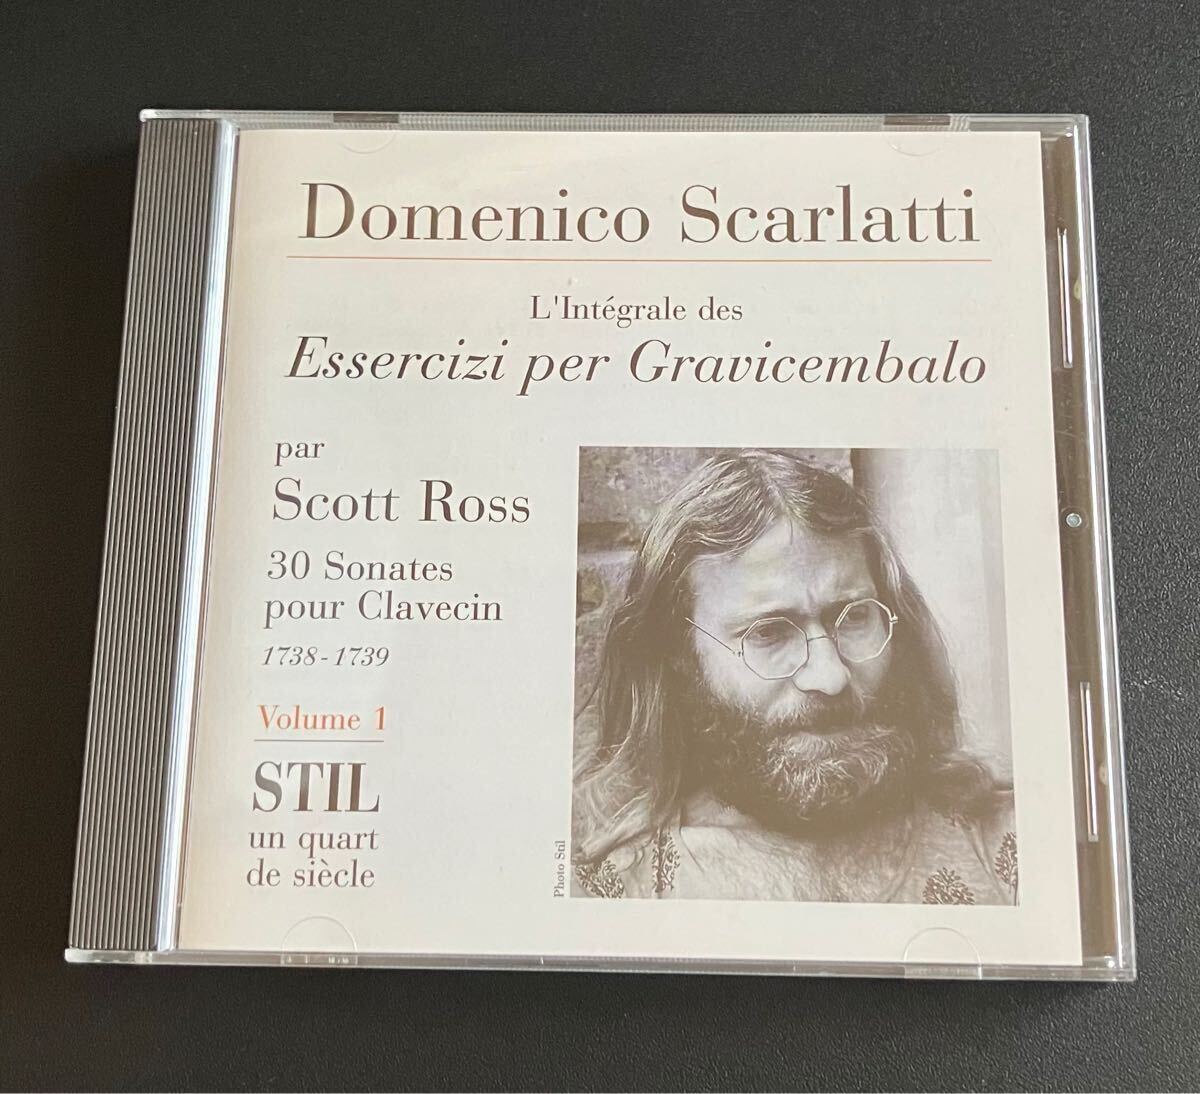 Domenico Scarlatti
L'Intégrale des
Essercizi per Gravicembalo
par
Scott Ross
30 Sonates
pour Clavecin
1738-1739
Volume 1
STIL
un quart
de siècle
Photo Stil